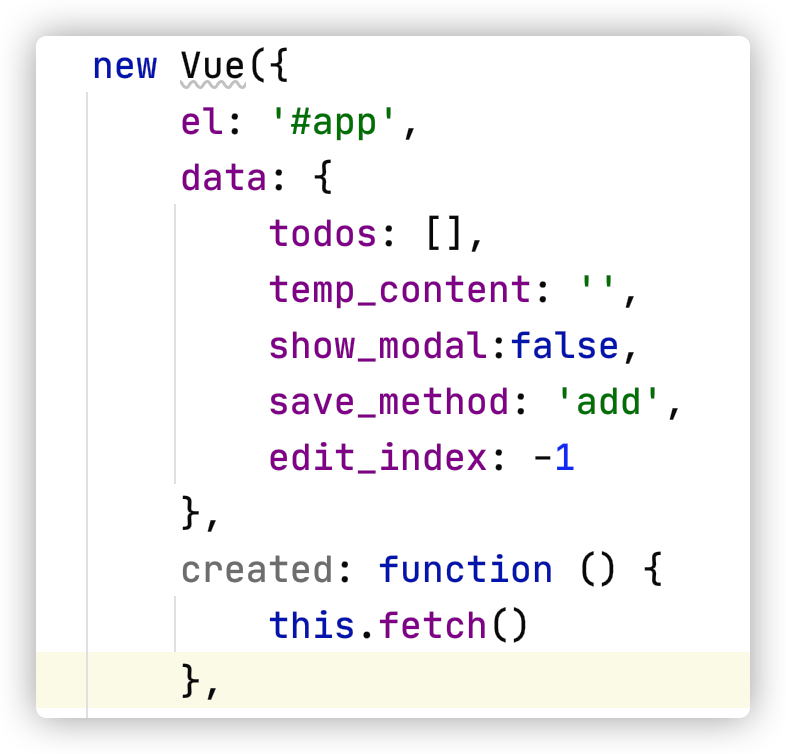 new Vue({
el: '#app',
data: {
todos: [],
temp_content: '',
show_modal:false,
save_method: 'add',
edit_index: -1
},
created: function () {
this.fetch()
},